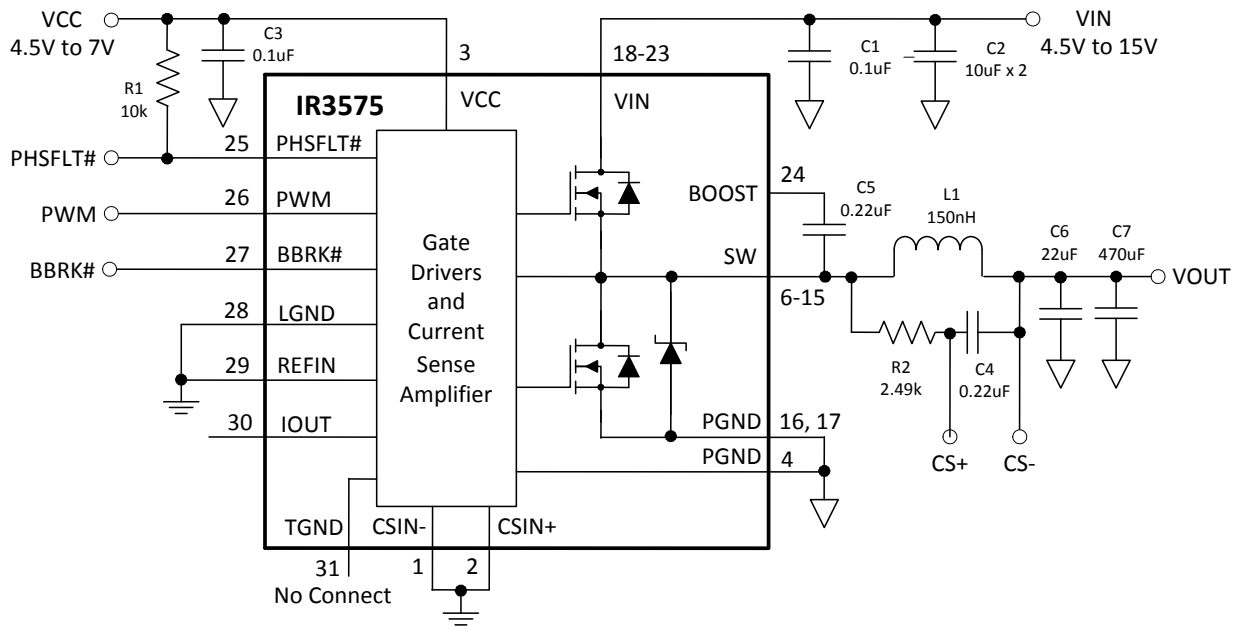 VCC
4.5V to 7V
C3
0.1uF
3
18-23
C1
0.1uF
C2
10uF x 2
VIN
4.5V to 15V
R1
10k
IR3575
VCC
VIN
PHSFLT#
25
PHSFLT#
BOOST
24
C5
0.22uF
L1
150nH
C6
22uF
C7
470uF
PWM
26
PWM
BBRK#
27
BBRK#
Gate
Drivers
and
Current
Sense
Amplifier
SW
6-15
VOUT
28
LGND
29
REFIN
R2
2.49k
C4
0.22uF
30
IOUT
PGND
16, 17
PGND
4
CS+
CS-
TGND
CSIN-
CSIN+
31
1
2
No Connect